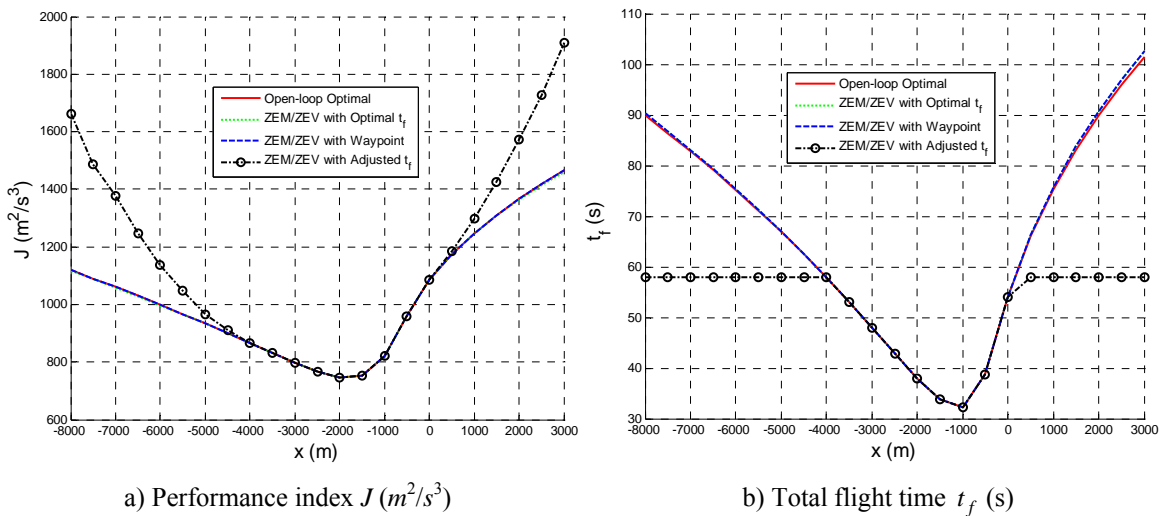 2000
1800
1600
1400
1200
1000
800
600
J (m²/s³)
-8000 -7000 -6000 -5000 -4000 -3000 -2000 -1000 0 1000 2000 3000
x (m)
Open-loop Optimal
ZEM/ZEV with Optimal t_f
ZEM/ZEV with Waypoint
ZEM/ZEV with Adjusted t_f
a) Performance index J (m²/s³)
110
100
90
80
70
60
50
40
30
t_f (s)
-8000 -7000 -6000 -5000 -4000 -3000 -2000 -1000 0 1000 2000 3000
x (m)
Open-loop Optimal
ZEM/ZEV with Optimal t_f
ZEM/ZEV with Waypoint
ZEM/ZEV with Adjusted t_f
b) Total flight time t_f (s)